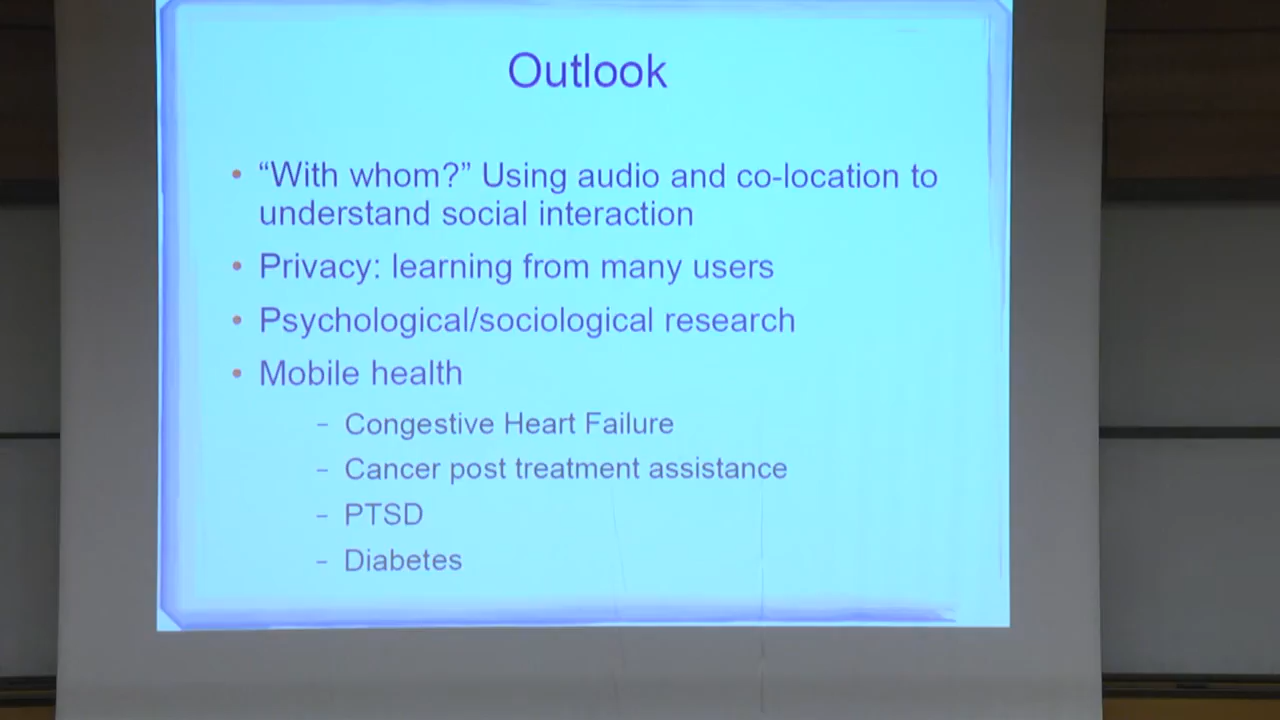 Outlook
• “With whom?” Using audio and co-location to
understand social interaction
• Privacy: learning from many users
• Psychological/sociological research
• Mobile health
– Congestive Heart Failure
– Cancer post treatment assistance
– PTSD
– Diabetes